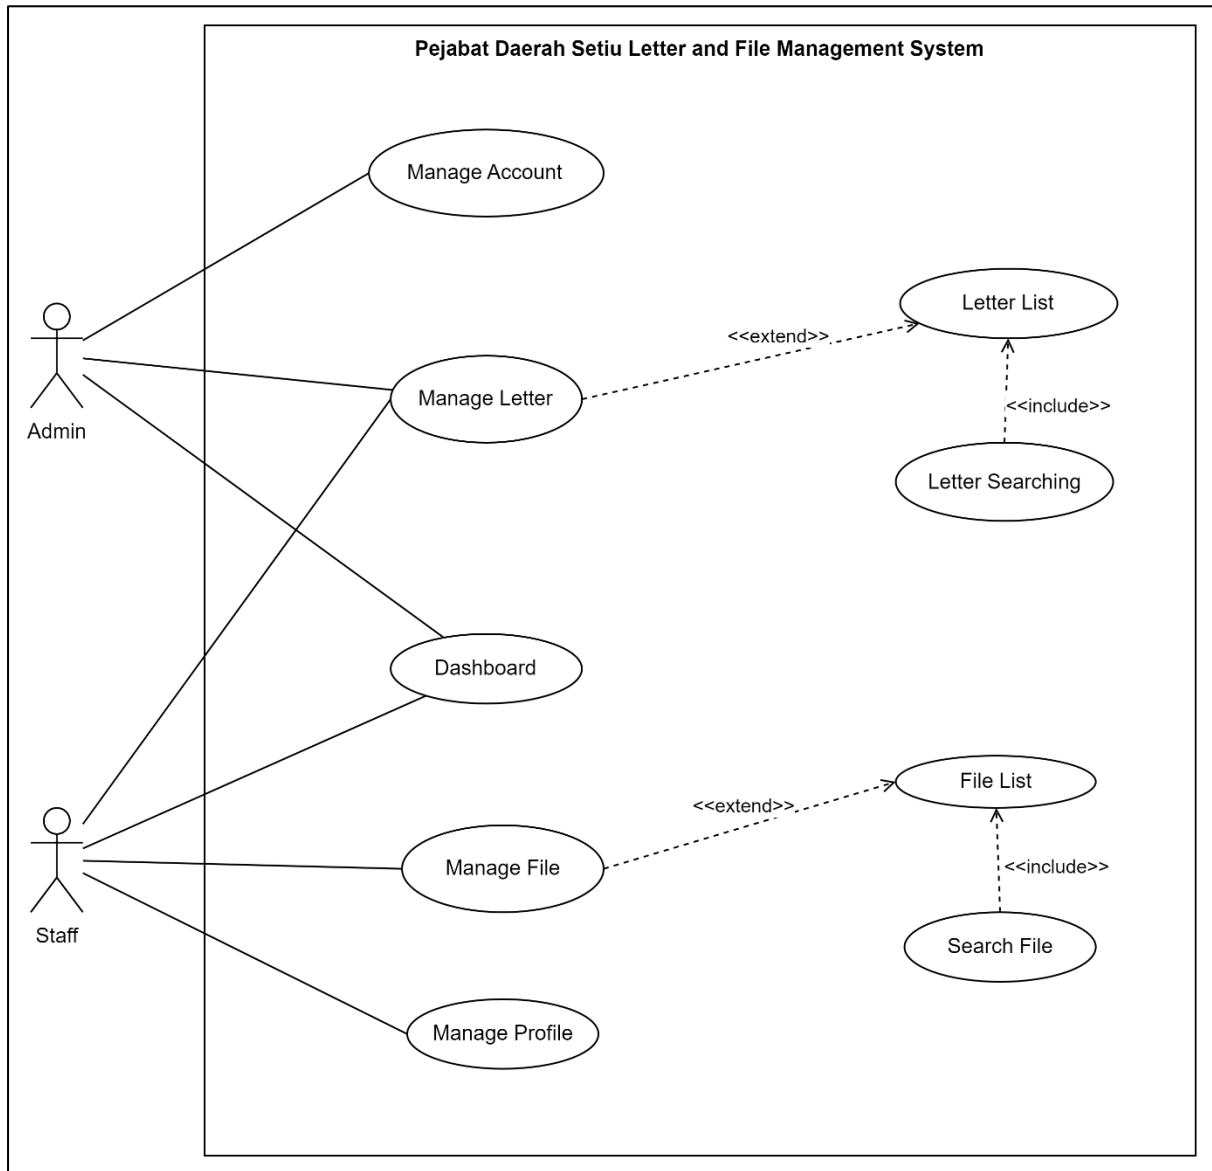 Pejabat Daerah Setiu Letter and File Management System
Manage Account
Letter List
<<extend>>
Manage Letter
<<include>>
Admin
Letter Searching
Dashboard
File List
<<extend>>
Manage File
<<include>>
Staff
Search File
Manage Profile